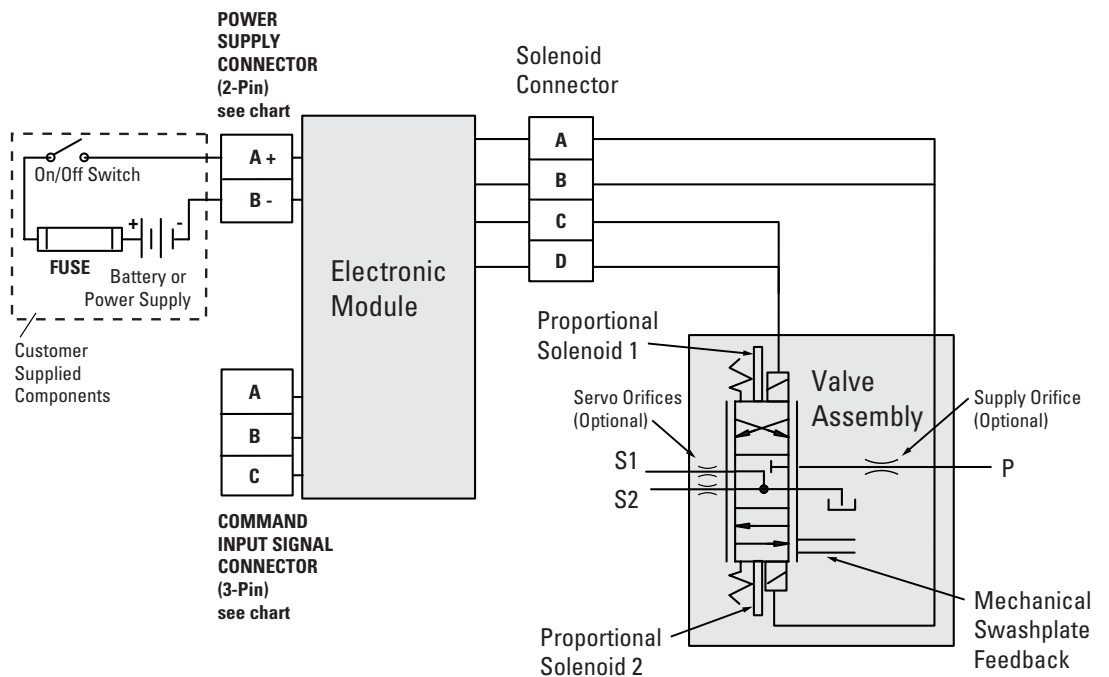 POWER
SUPPLY
CONNECTOR
(2-Pin)
see chart
Solenoid
Connector
On/Off Switch
+
-
FUSE
Battery or
Power Supply
Customer
Supplied
Components
A +
B -
Electronic
Module
A
B
C
D
A
B
C
COMMAND
INPUT SIGNAL
CONNECTOR
(3-Pin)
see chart
Proportional
Solenoid 1
Valve
Assembly
Servo Orifices
(Optional)
Supply Orifice
(Optional)
S1
S2
P
Proportional
Solenoid 2
Mechanical
Swashplate
Feedback